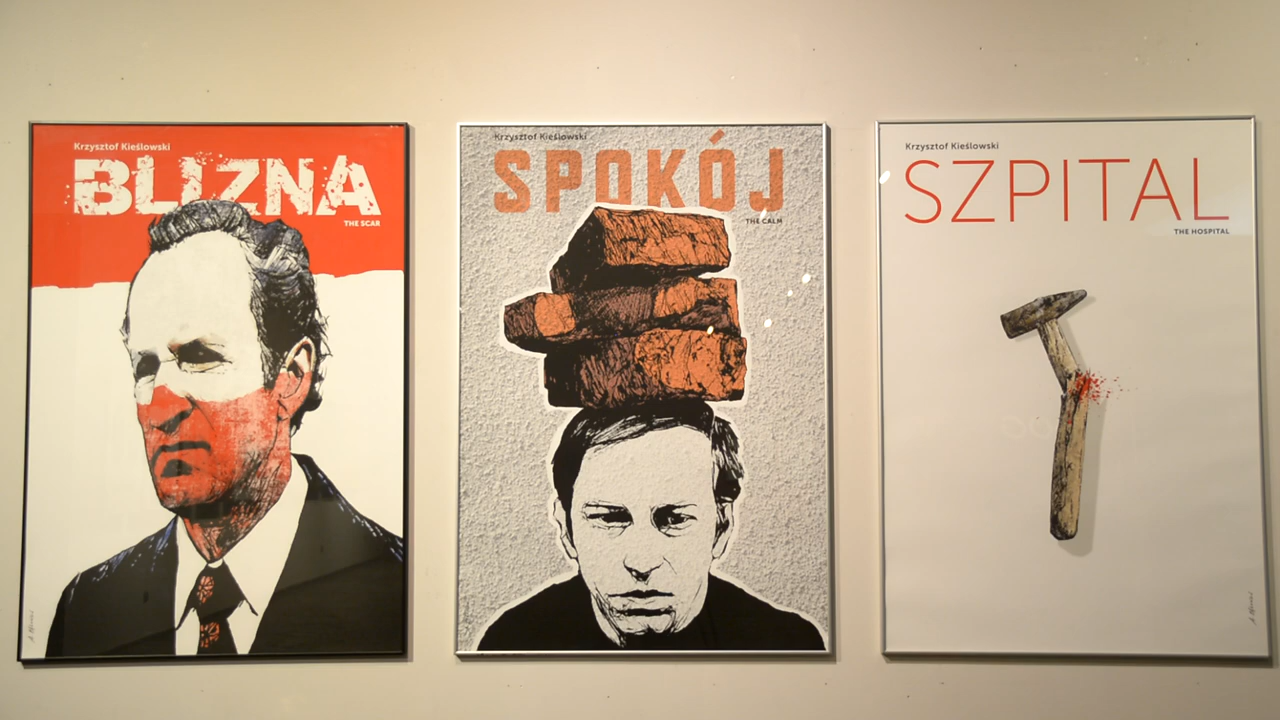 Krzysztof Kieślowski
BLIZNA
THE SCAR
Krzysztof Kieślowski
SPOKÓJ
THE CALM
Krzysztof Kieślowski
SZPITAL
THE HOSPITAL